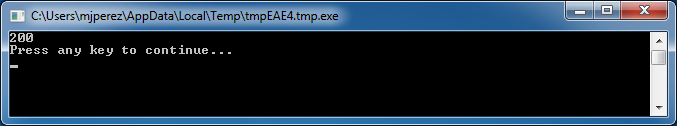 C:\Users\mjperez\AppData\Local\Temp\tmpEAE4.tmp.exe
200
Press any key to continue...